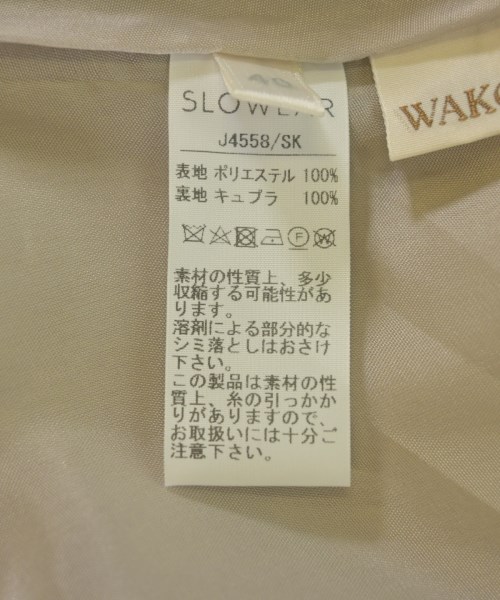 40
SLOWEAR
WAKO
J4558/SK
表地 ポリエステル 100%
裏地 キュプラ 100%
素材の性質上、多少
収縮する可能性があ
ります。
溶剤による部分的な
シミ落としはおさけ
下さい。
この製品は素材の性
質上、糸の引っかか
りがありますので、
お取扱いには十分ご
注意下さい。